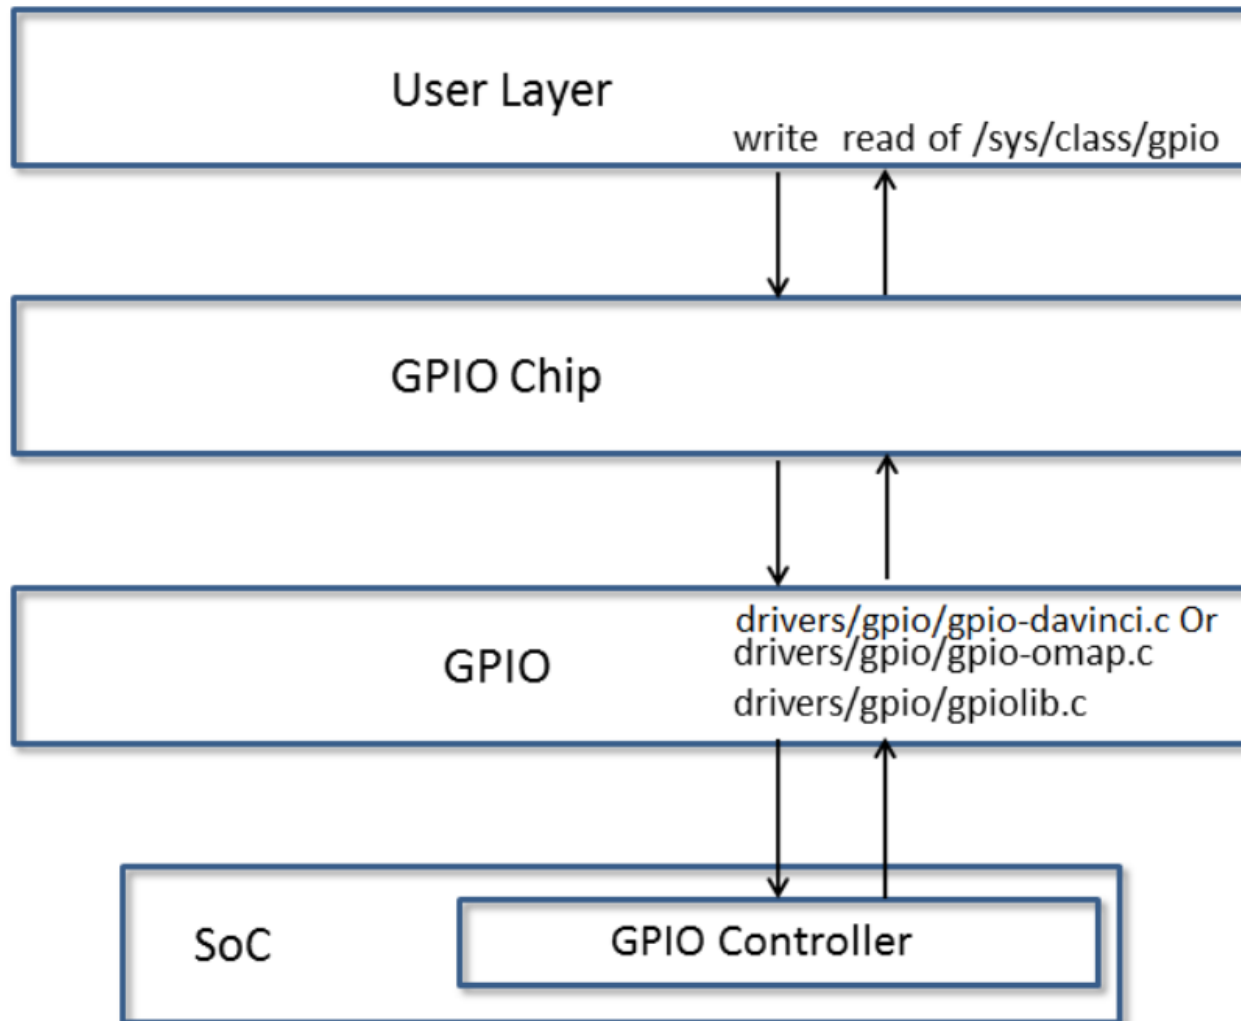 User Layer
write read of /sys/class/gpio
GPIO Chip
drivers/gpio/gpio-davinci.c Or
drivers/gpio/gpio-omap.c
GPIO
drivers/gpio/gpiolib.c
SoC
GPIO Controller